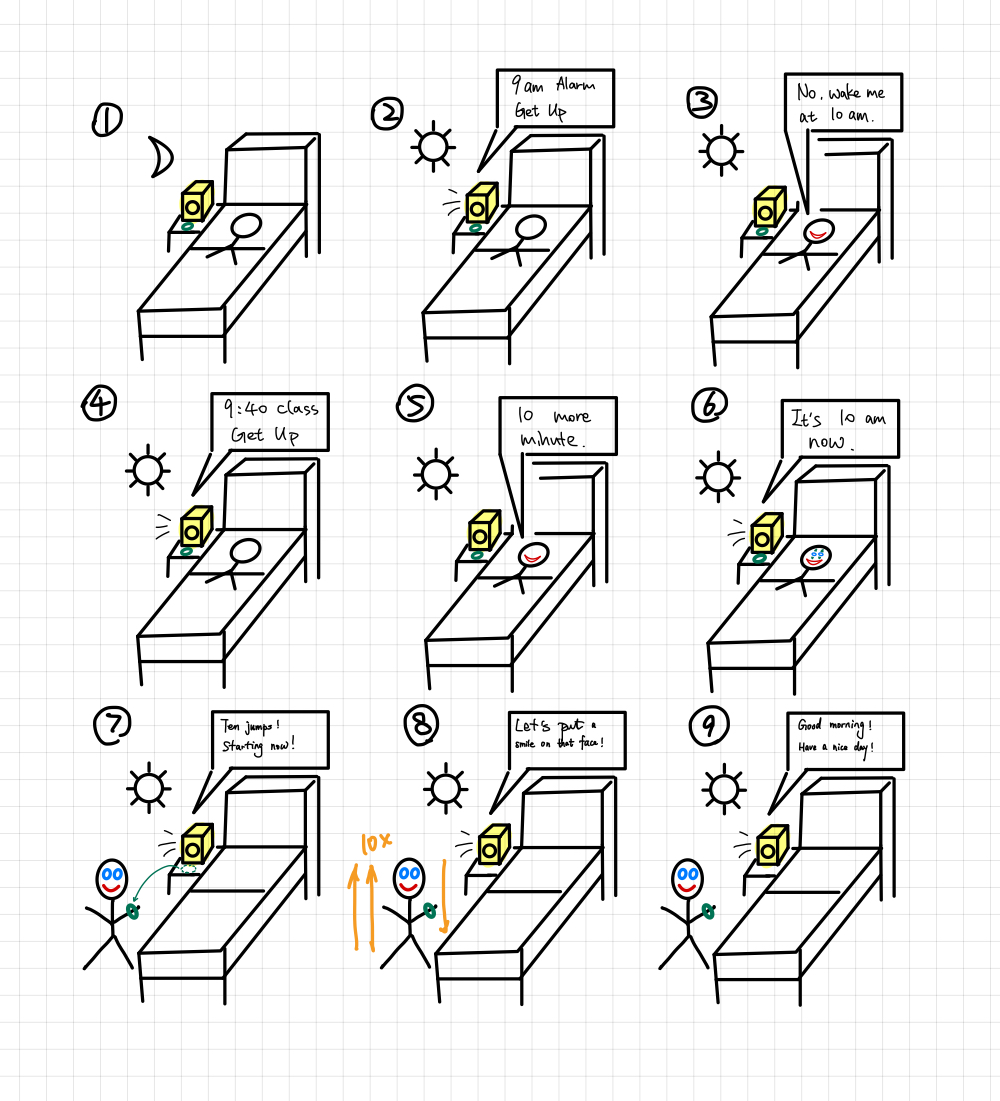 1
2
9am Alarm
Get Up
3
No, wake me
at 10 am.
4
9:40 class
Get Up
5
10 more
minute.
6
It's 10 am
now.
7
Ten jumps!
Starting now!
8
Let's put a
smile on that face!
10x
9
Good morning!
Have a nice day!